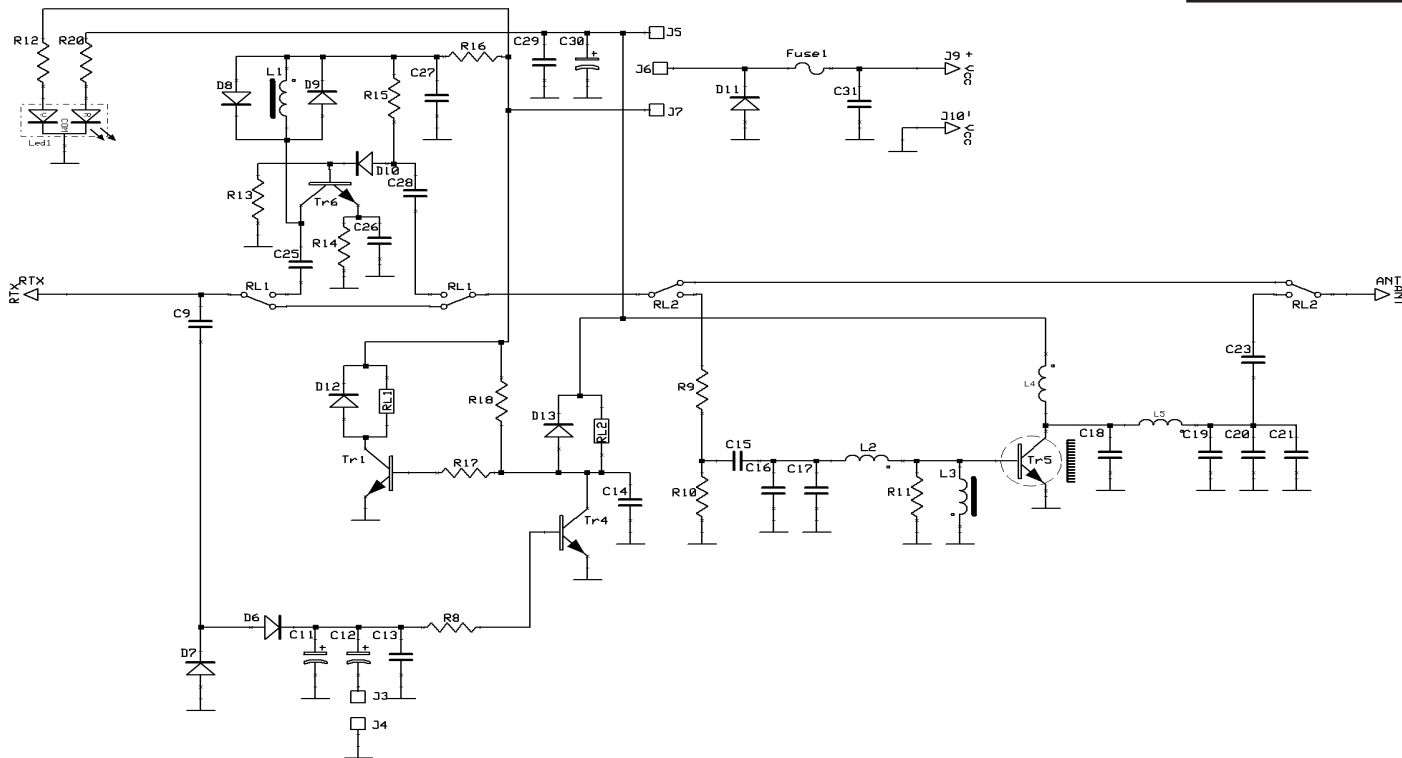 R12
R20
R16
C29
C30
+
J5
Fuse1
J9 +
Vcc
D8
L1
D9
R15
C27
J6
D11
C31
J7
J10 -
Vcc
COM
Led1
D10
C28
R13
Tr6
R14
C26
C25
RTX
RTX
RL1
RL1
RL2
RL2
ANT
ANT
C9
C23
D12
RL1
R18
D13
RL2
R9
L4
L5
Tr1
R17
C14
Tr4
C15
C16
C17
L2
R10
R11
L3
Tr5
C18
C19
C20
C21
D6
C11
+
C12
+
C13
R8
D7
J3
J4